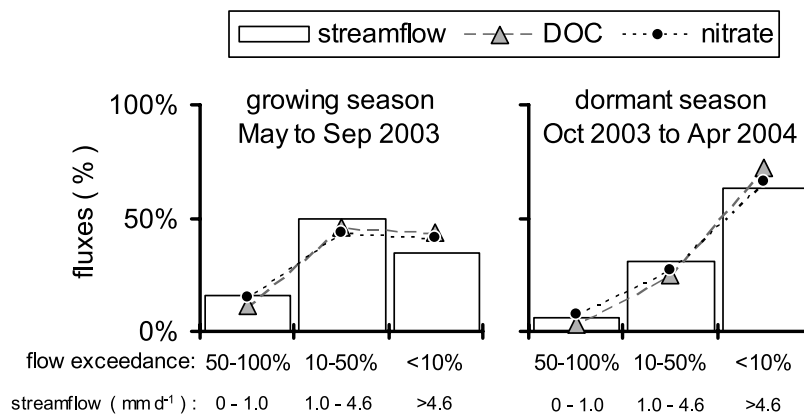 streamflow DOC nitrate
100%
50%
0%
fluxes ( % )
growing season
May to Sep 2003
dormant season
Oct 2003 to Apr 2004
flow exceedance: 50-100% 10-50% <10% 50-100% 10-50% <10%
streamflow ( mm d⁻¹ ) : 0 - 1.0 1.0 - 4.6 >4.6 0 - 1.0 1.0 - 4.6 >4.6